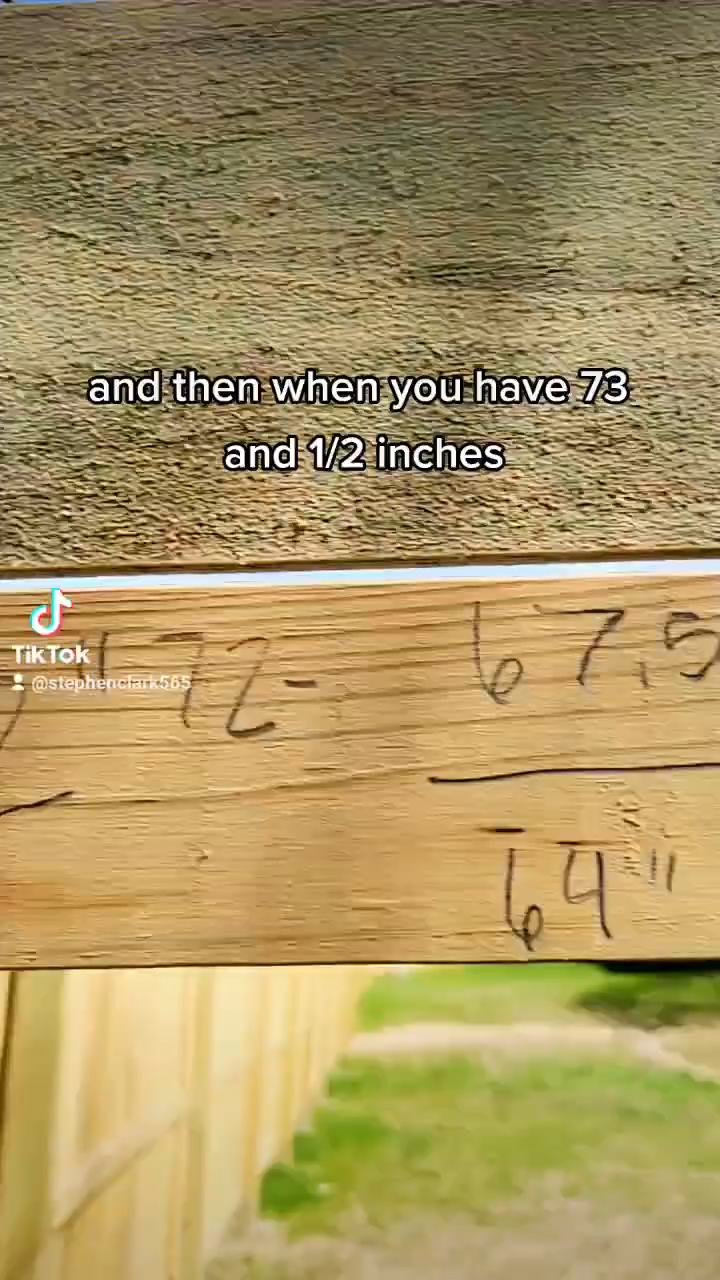 and then when you have 73
and 1/2 inches
TikTok
@stephenclark565
" 72- 67.5
64"